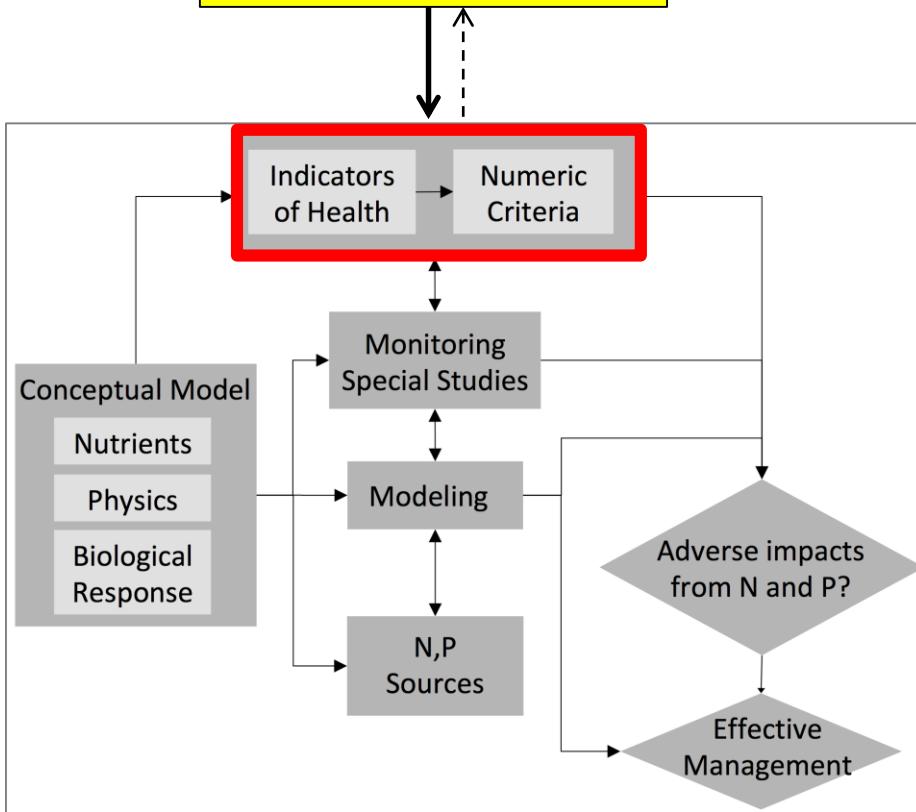 Indicators
of Health
Numeric
Criteria
Monitoring
Special Studies
Conceptual Model
Nutrients
Physics
Biological
Response
Modeling
N,P
Sources
Adverse impacts
from N and P?
Effective
Management